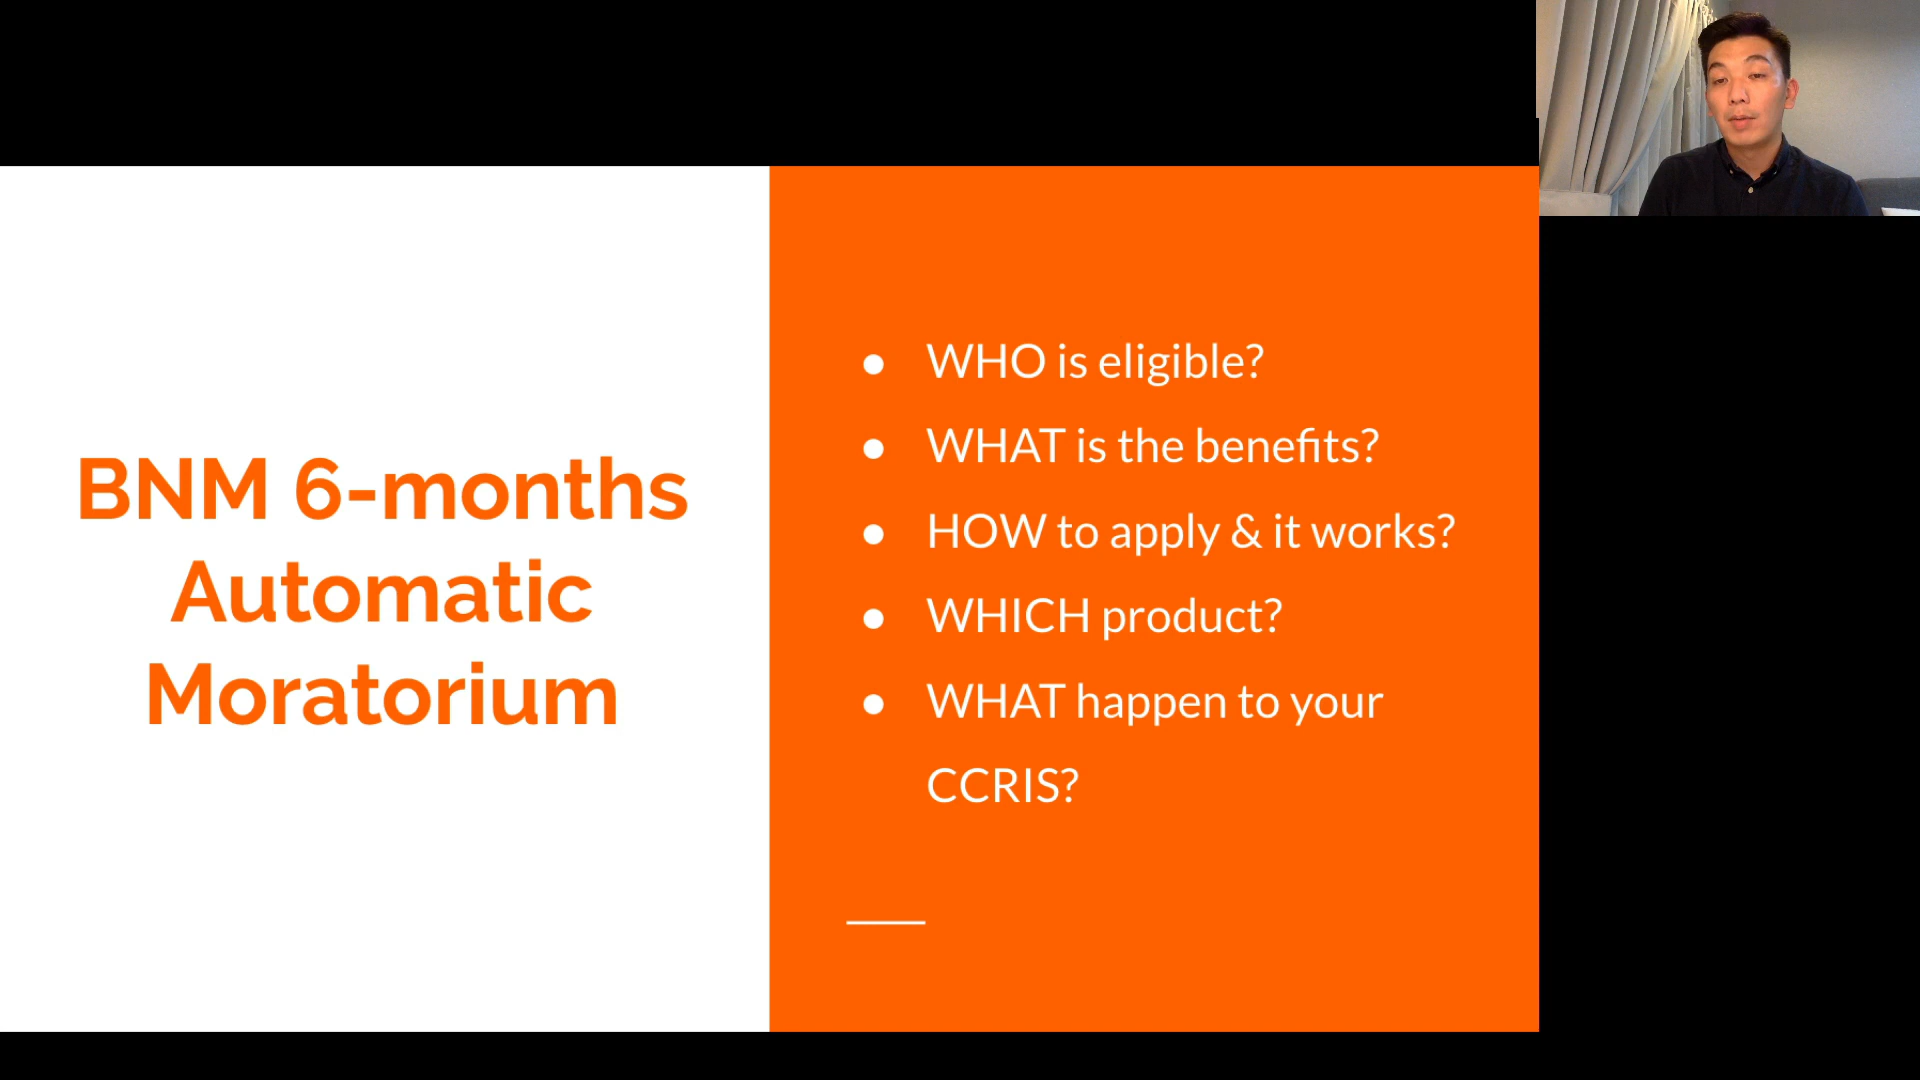 BNM 6-months
Automatic
Moratorium
● WHO is eligible?
● WHAT is the benefits?
● HOW to apply & it works?
● WHICH product?
● WHAT happen to your
CCRIS?